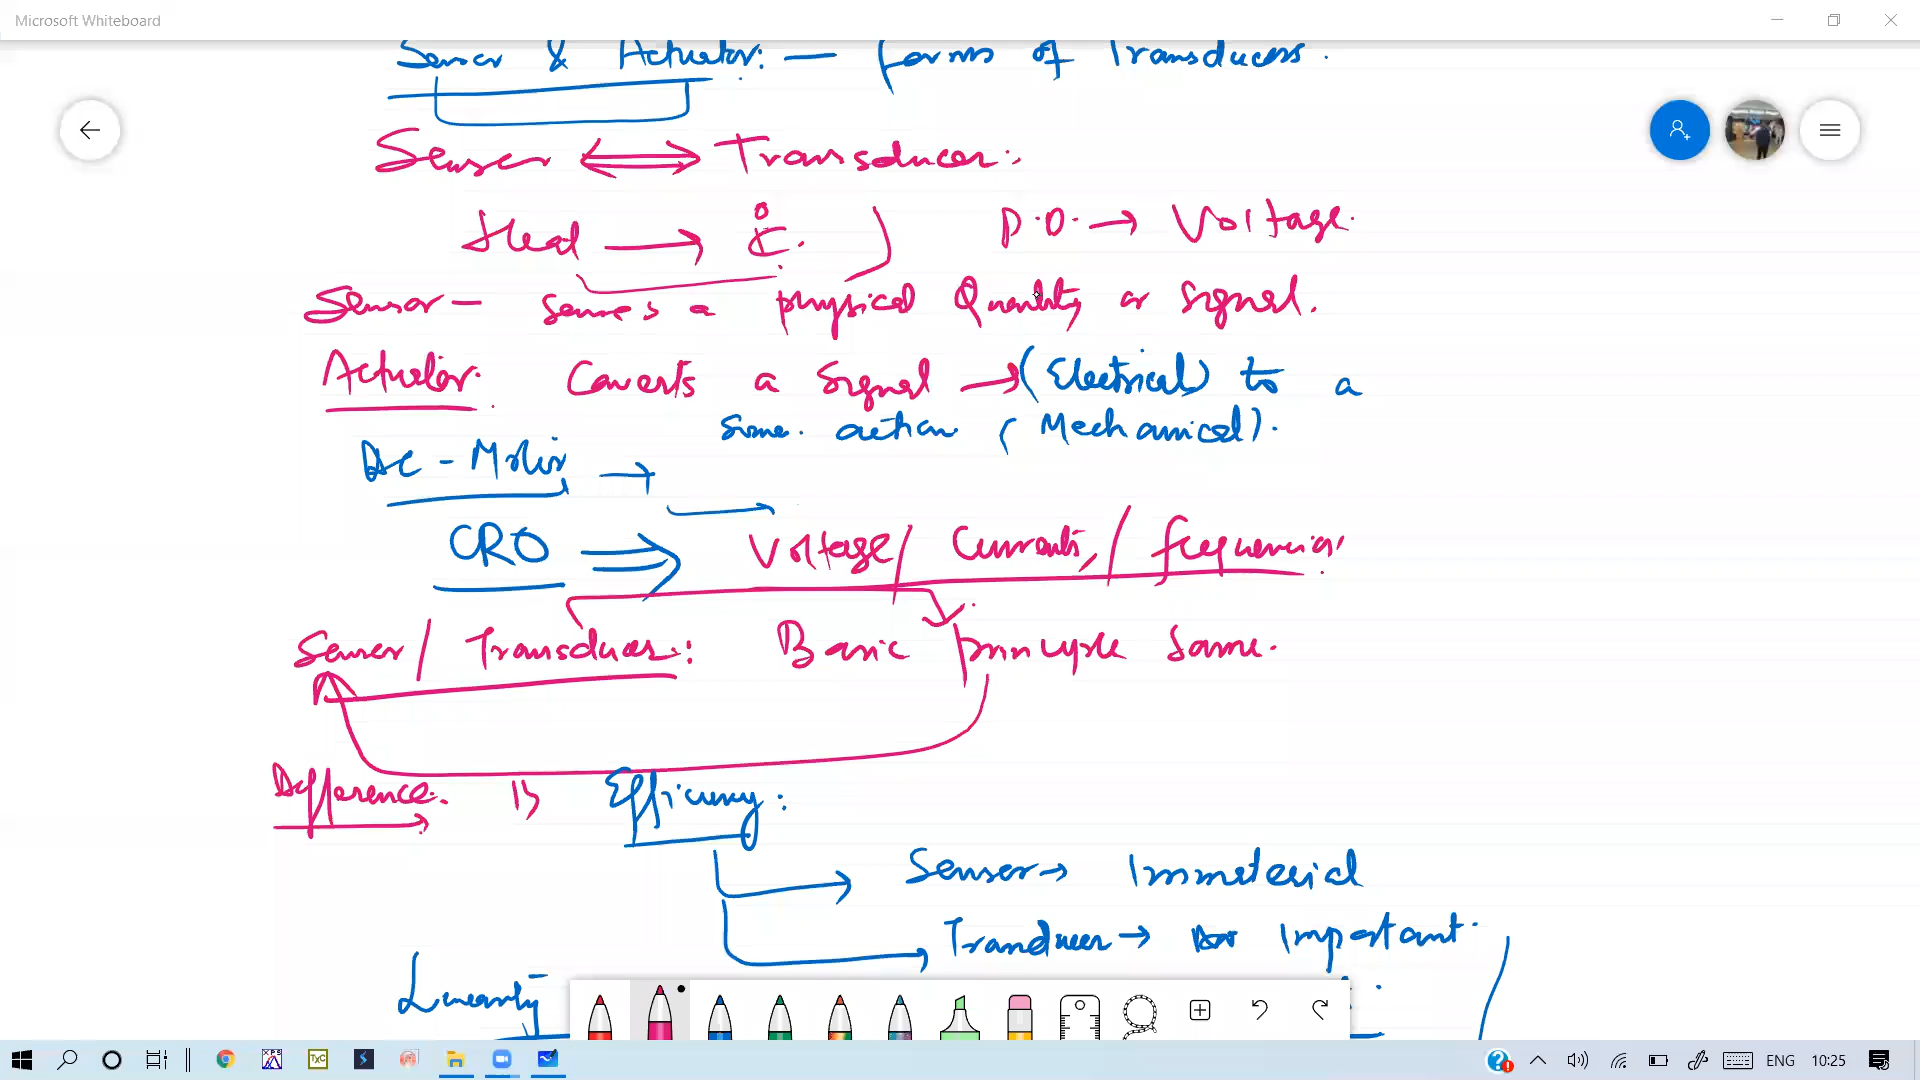 Microsoft Whiteboard
Sensor & Actuator: — forms of Transducers.
Sensor ⟺ Transducer:
Heat → °C. P.D. → Voltage.
Sensor — senses a physical Quantity or signal.
Actuator: Converts a signal → (Electrical) to a
some action (Mechanical).
DC - Motor →
CRO ⟹ Voltage / Currents, / frequencies,
Sensor / Transducer: Basic principle same.
Difference. is Efficiency:
Sensor → Immaterial
Tranducer → Important.
Linearity
ENG 10:25